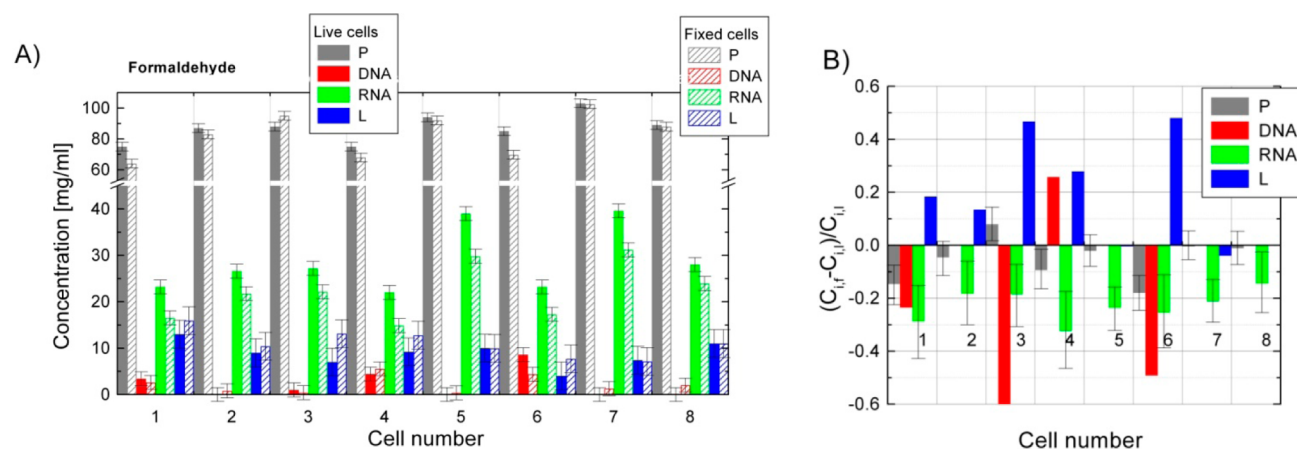 A)
Formaldehyde
Live cells
P
DNA
RNA
L
Fixed cells
P
DNA
RNA
L
Concentration [mg/ml]
100
80
60
40
30
20
10
0
1 2 3 4 5 6 7 8
Cell number
B)
P
DNA
RNA
L
(Ci,f-Ci,l)/Ci,l
0.6
0.4
0.2
0.0
-0.2
-0.4
-0.6
1 2 3 4 5 6 7 8
Cell number